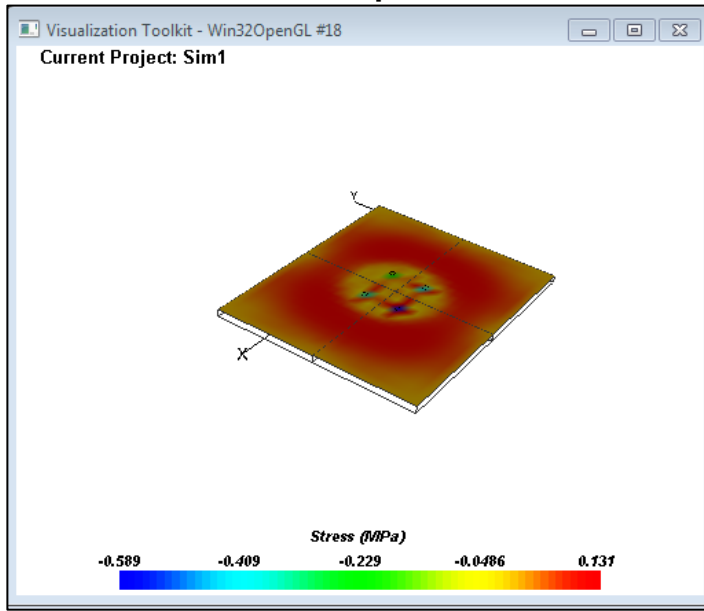 Visualization Toolkit - Win32OpenGL #18
Current Project: Sim1
Y
X
Stress (MPa)
-0.589 -0.409 -0.229 -0.0486 0.131